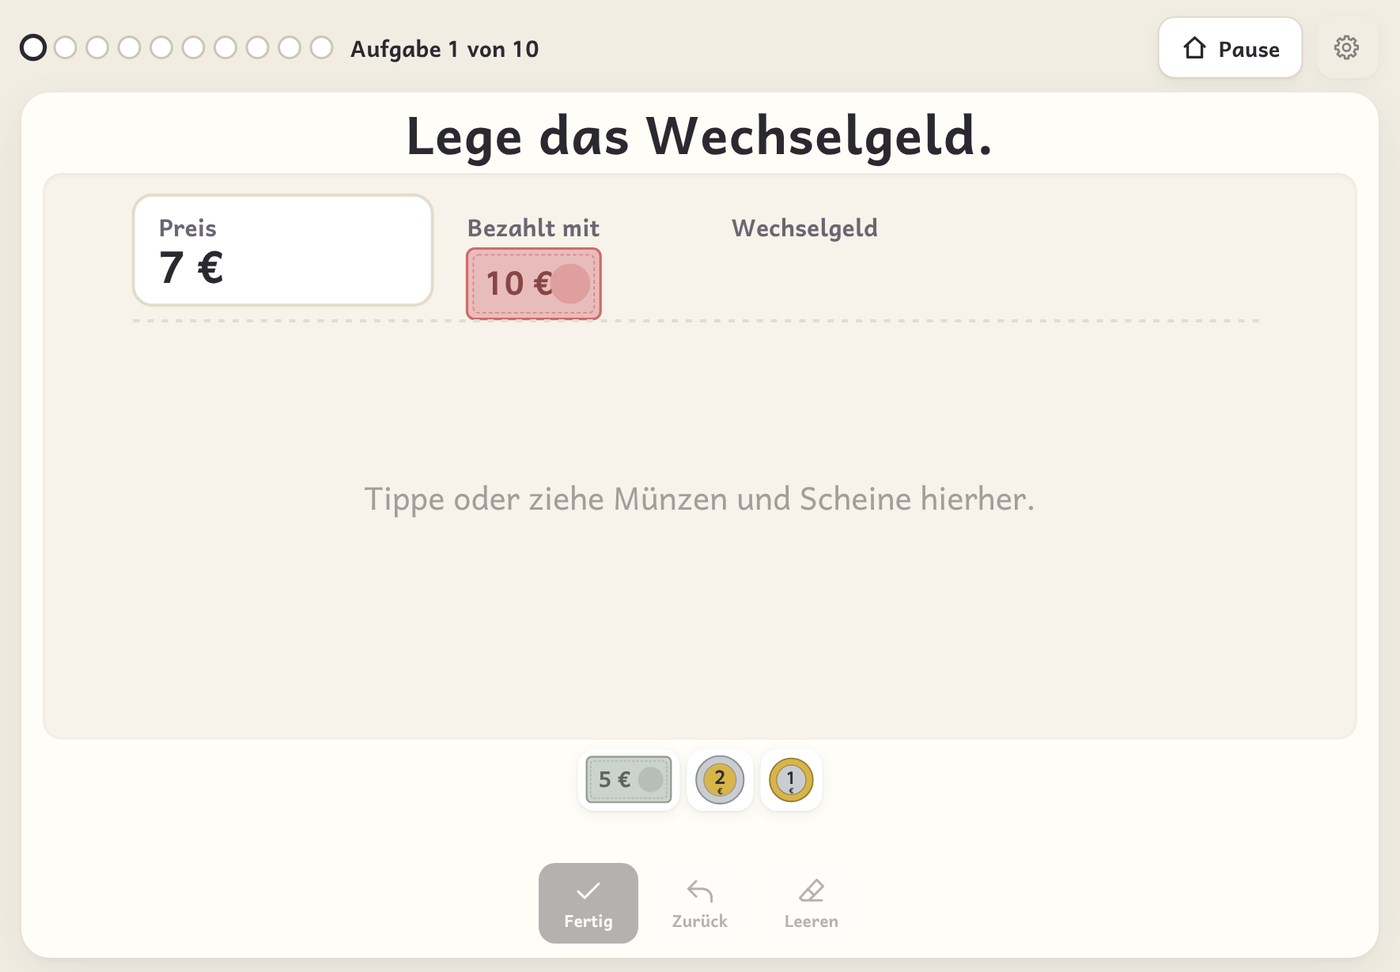 Aufgabe 1 von 10
Pause
Lege das Wechselgeld.
Preis
7 €
Bezahlt mit
10 €
Wechselgeld
Tippe oder ziehe Münzen und Scheine hierher.
5 €
2
€
1
€
Fertig
Zurück
Leeren